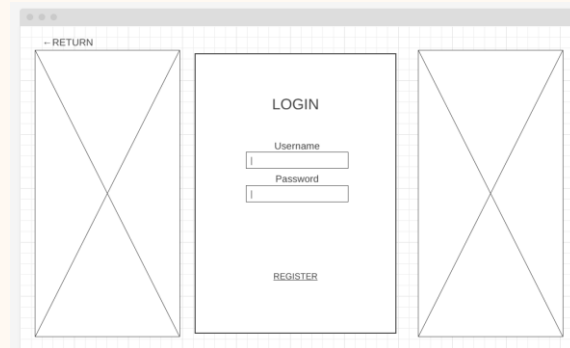 ←RETURN
LOGIN
Username
|
Password
|
REGISTER